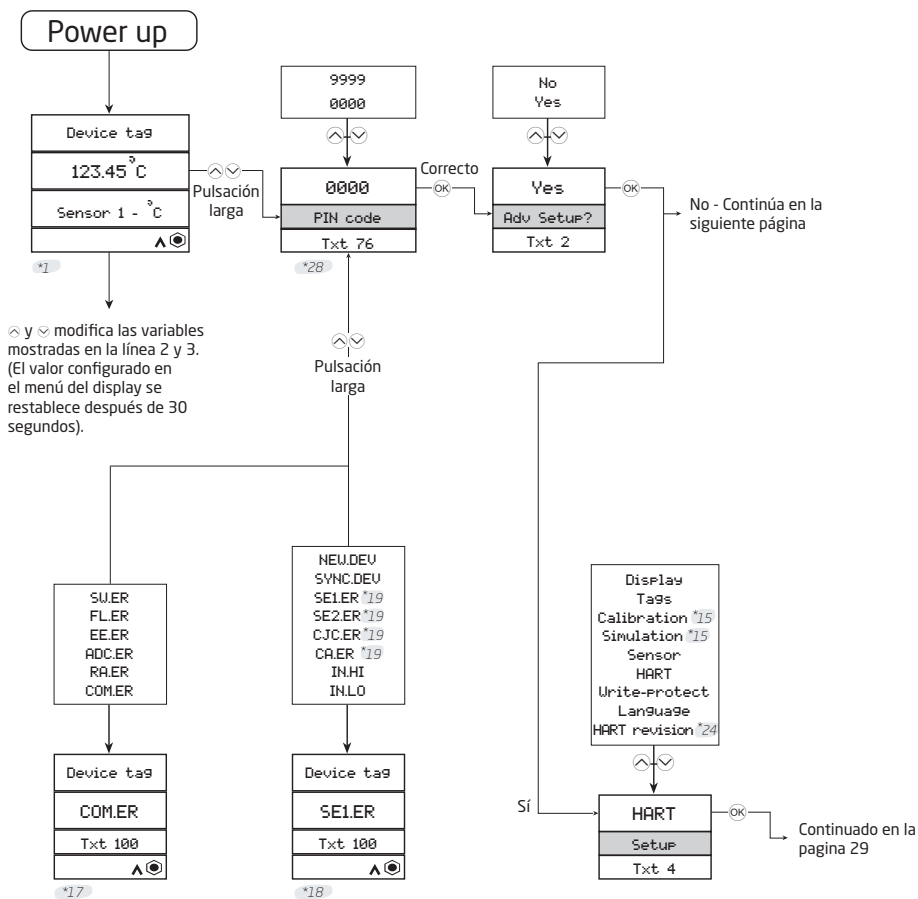 Power up
Device tag
123.45 °C
Sensor 1 - °C
*1
y modifica las variables
mostradas en la línea 2 y 3.
(El valor configurado en
el menú del display se
restablece después de 30
segundos).
Pulsación
larga
9999
0000
0000
PIN code
Txt 76
*28
Correcto
OK
No
Yes
Yes
Adv Setup?
Txt 2
OK
No - Continúa en la
siguiente página
Pulsación
larga
SW.ER
FL.ER
EE.ER
ADC.ER
RA.ER
COM.ER
Device tag
COM.ER
Txt 100
*17
NEW.DEV
SYNC.DEV
SE1.ER *19
SE2.ER *19
CJC.ER *19
CA.ER *19
IN.HI
IN.LO
Device tag
SE1.ER
Txt 100
*18
Display
Tags
Calibration *15
Simulation *15
Sensor
HART
Write-protect
Language
HART revision *24
Sí
HART
Setup
Txt 4
OK
Continuado en la
pagina 29